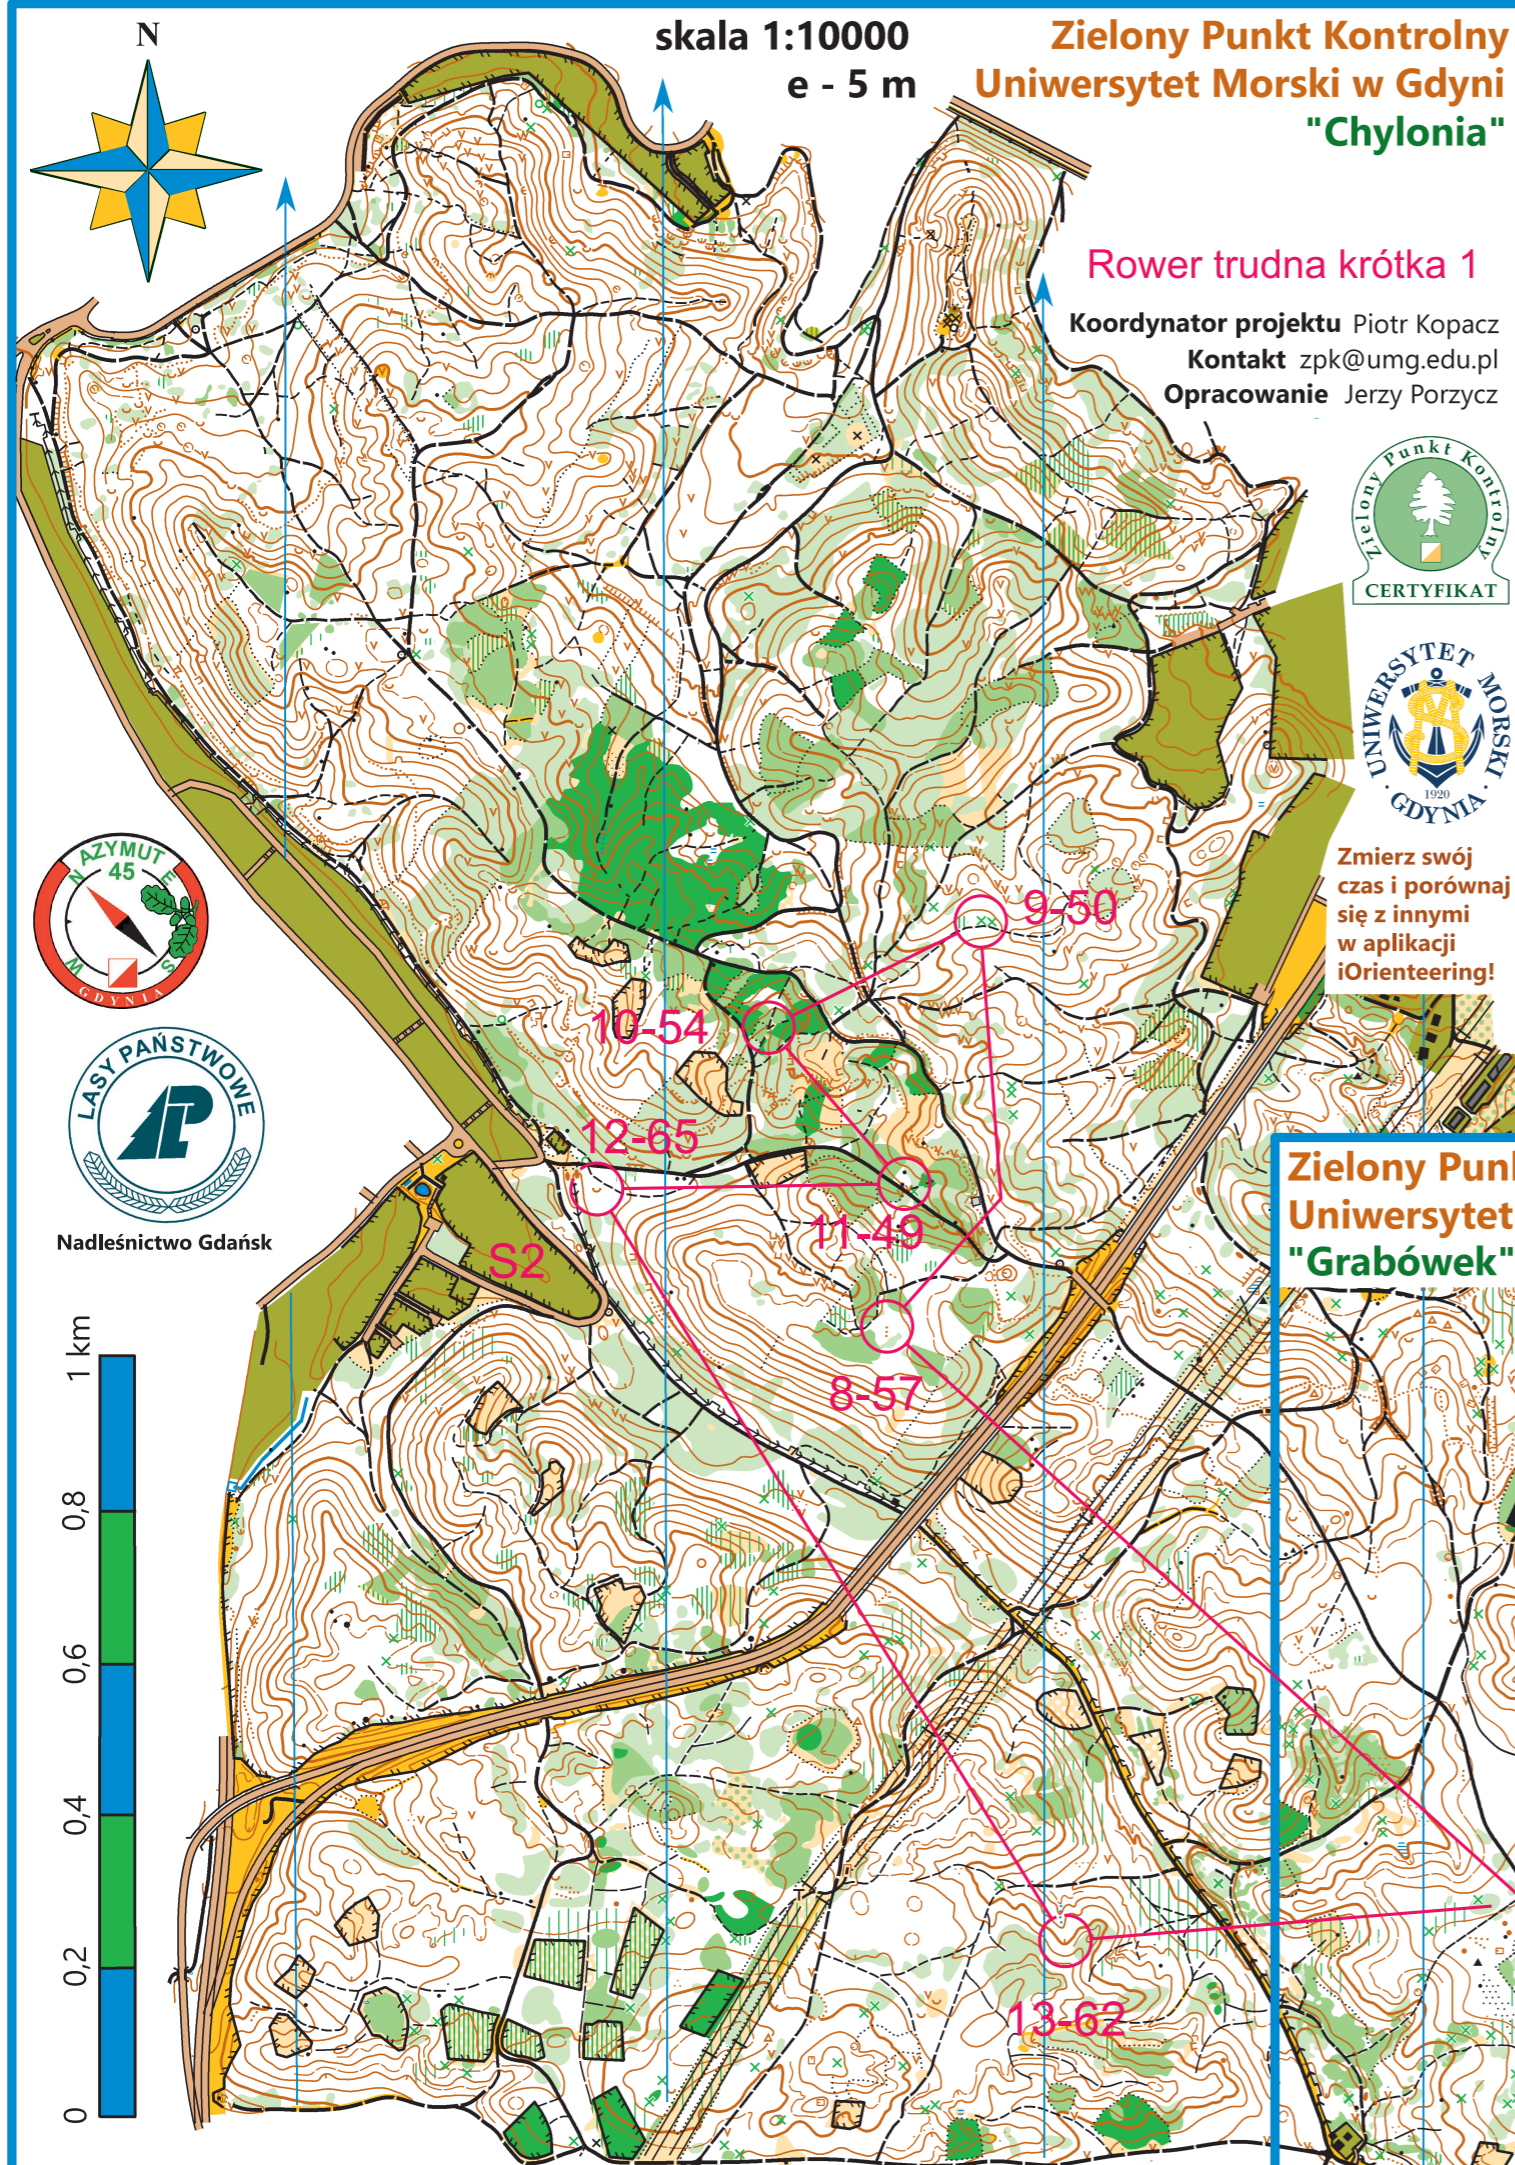 N
skala 1:10000
e - 5 m
Zielony Punkt Kontrolny
Uniwersytet Morski w Gdyni
"Chylonia"
Rower trudna krótka 1
Koordynator projektu Piotr Kopacz
Kontakt zpk@umg.edu.pl
Opracowanie Jerzy Porzycz
Zielony Punkt Kontrolny
CERTYFIKAT
UNIWERSYTET MORSKI
GDYNIA
1920
Zmierz swój
czas i porównaj
się z innymi
w aplikacji
iOrienteering!
AZYMUT
45
N E S W
GDYNIA
LASY PAŃSTWOWE
LP
Nadleśnictwo Gdańsk
9-50
10-54
12-65
11-49
S2
8-57
13-62
Zielony Pun
Uniwersytet
"Grabówek"
1 km
0,8
0,6
0,4
0,2
0